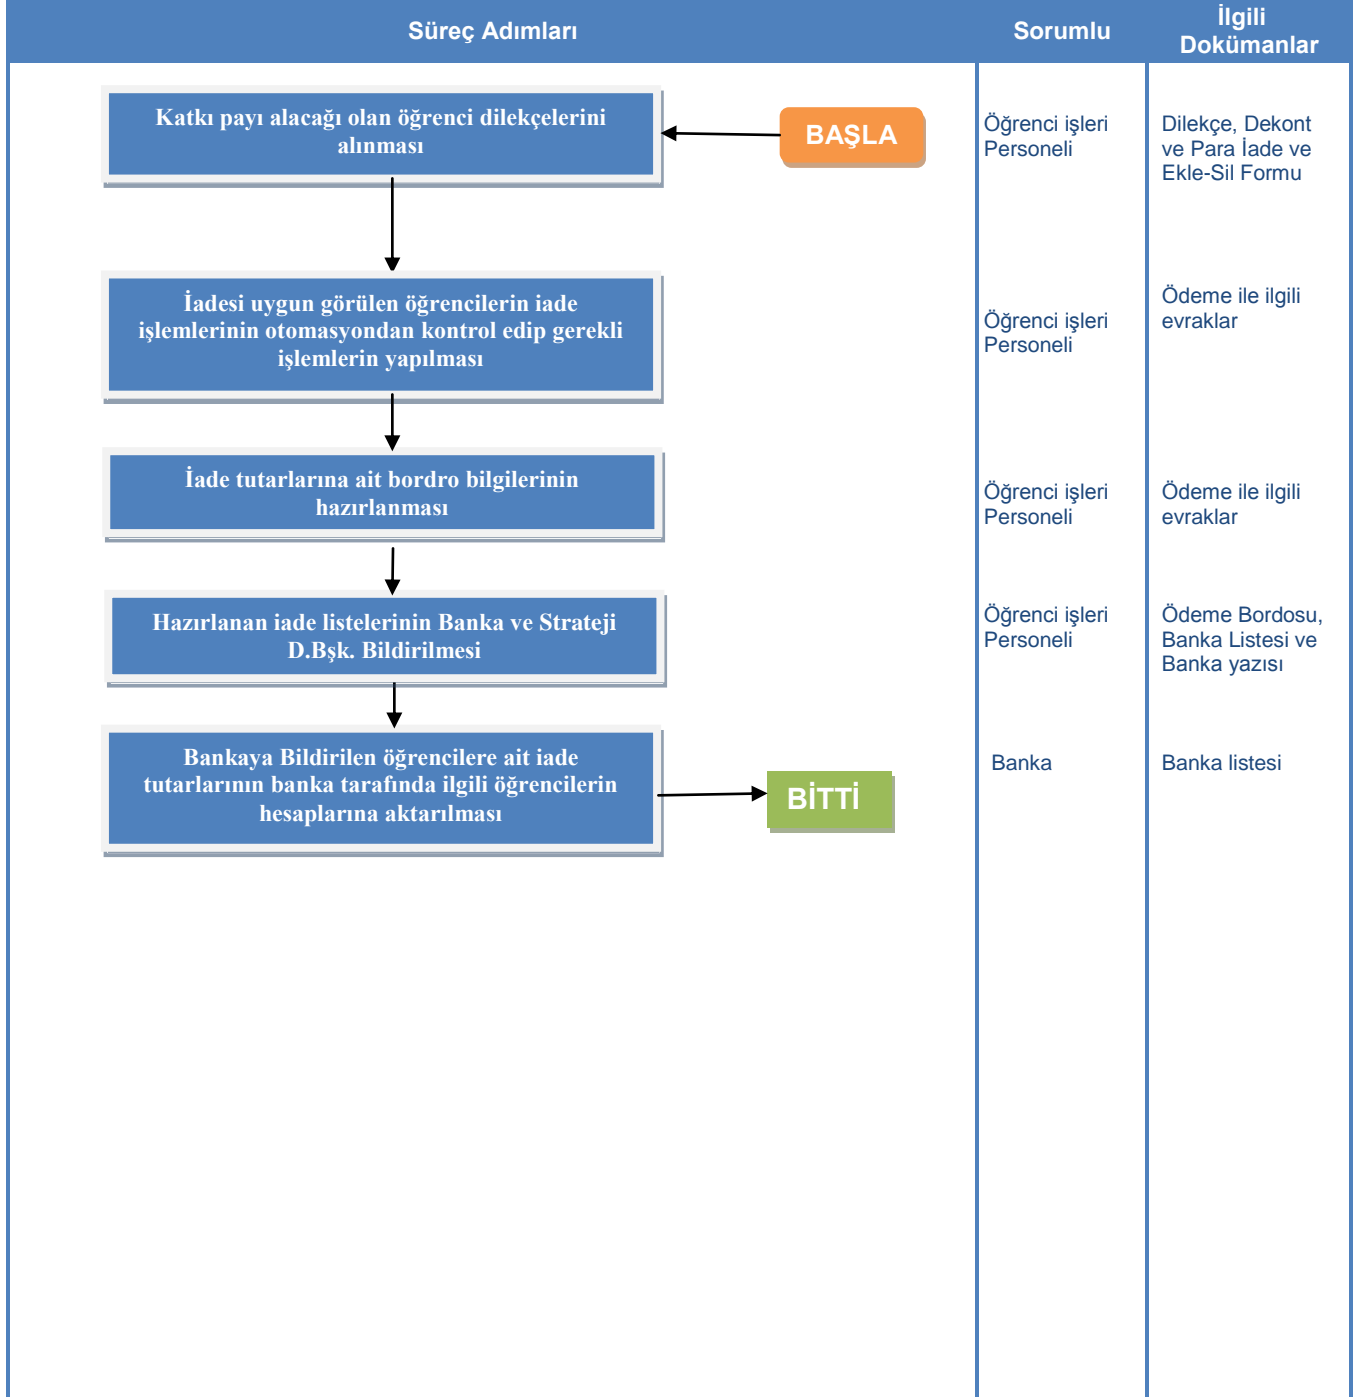 Süreç Adımları
Sorumlu
İlgili
Dokümanlar
Katkı payı alacağı olan öğrenci dilekçelerini
alınması
BAŞLA
Öğrenci işleri
Personeli
Dilekçe, Dekont
ve Para İade ve
Ekle-Sil Formu
İadesi uygun görülen öğrencilerin iade
işlemlerinin otomasyondan kontrol edip gerekli
işlemlerin yapılması
Öğrenci işleri
Personeli
Ödeme ile ilgili
evraklar
İade tutarlarına ait bordro bilgilerinin
hazırlanması
Öğrenci işleri
Personeli
Ödeme ile ilgili
evraklar
Hazırlanan iade listelerinin Banka ve Strateji
D.Bşk. Bildirilmesi
Öğrenci işleri
Personeli
Ödeme Bordosu,
Banka Listesi ve
Banka yazısı
Bankaya Bildirilen öğrencilere ait iade
tutarlarının banka tarafında ilgili öğrencilerin
hesaplarına aktarılması
BİTTİ
Banka
Banka listesi